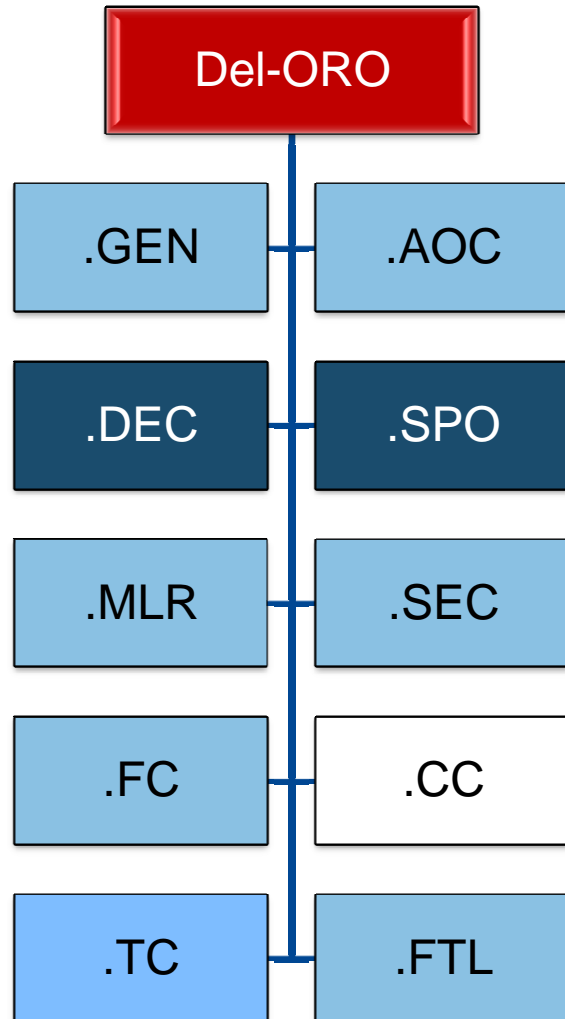 Del-ORO
.GEN
.AOC
.DEC
.SPO
.MLR
.SEC
.FC
.CC
.TC
.FTL